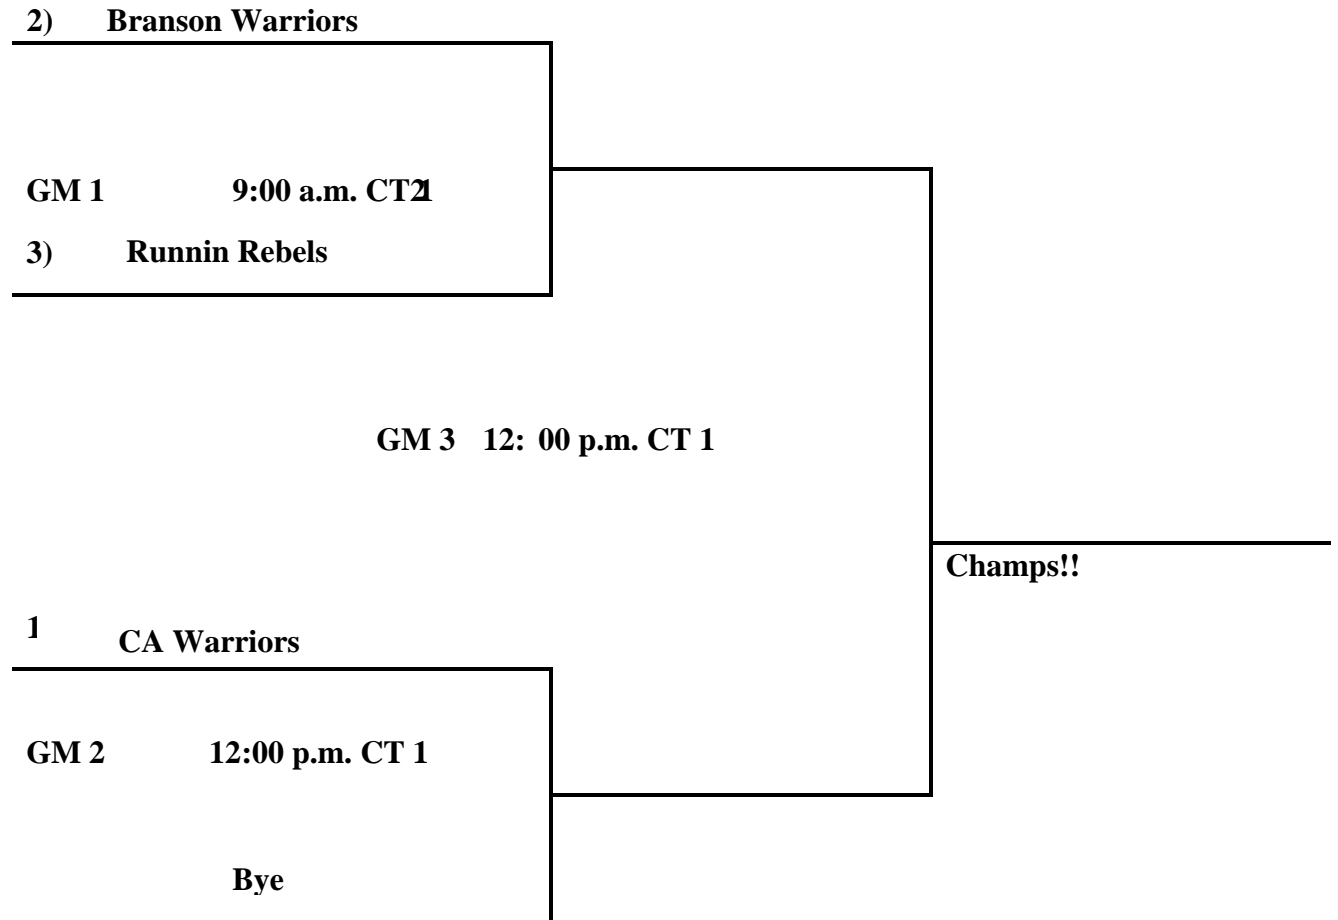 2) Branson Warriors
GM 1 9:00 a.m. CT
3) Runnin Rebels
GM 3 12: 00 p.m. CT 1
Champs!!
1 CA Warriors
GM 2 12:00 p.m. CT 1
Bye